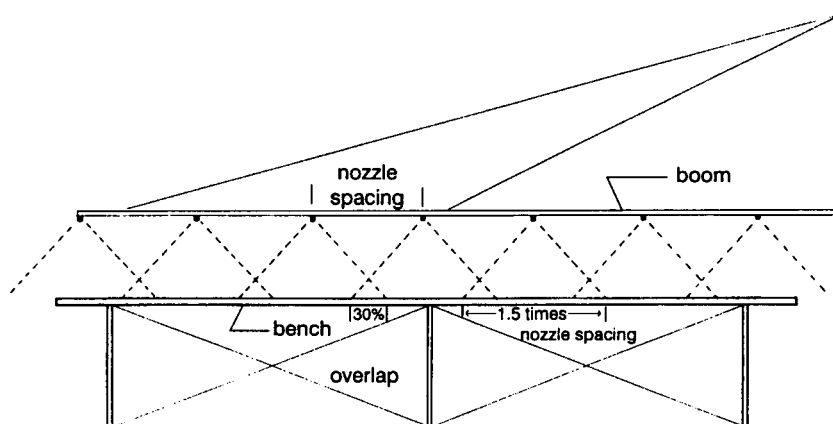 nozzle
spacing
boom
30%
1.5 times
nozzle spacing
bench
overlap